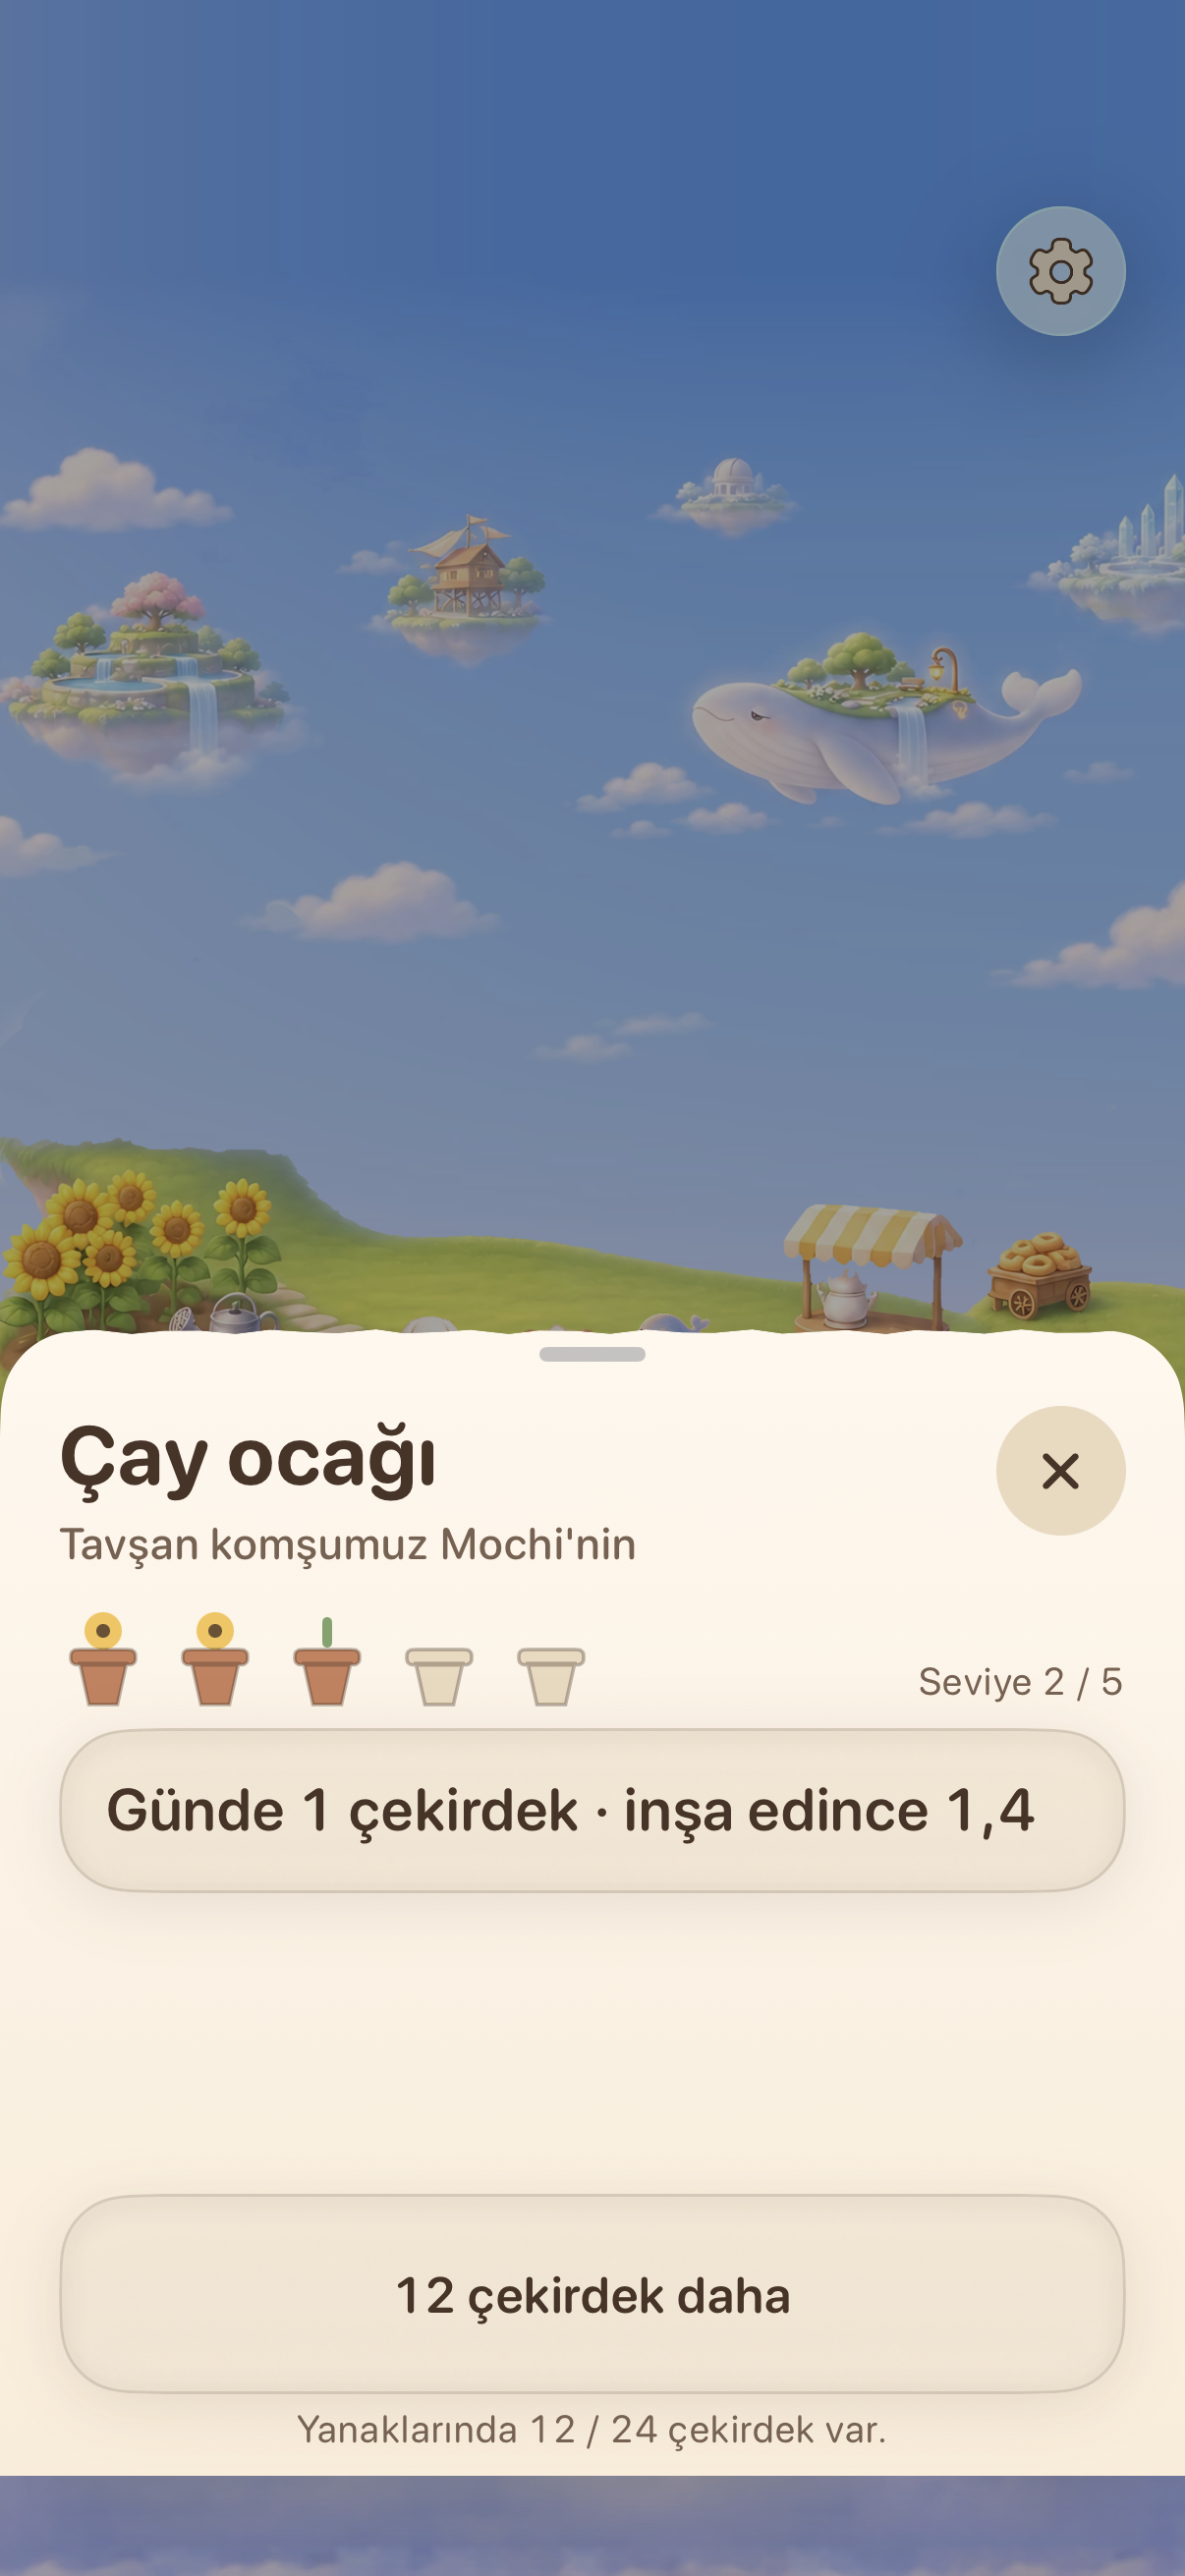 Çay ocağı
Tavşan komşumuz Mochi'nin
Seviye 2 / 5
Günde 1 çekirdek · inşa edince 1,4
12 çekirdek daha
Yanaklarında 12 / 24 çekirdek var.